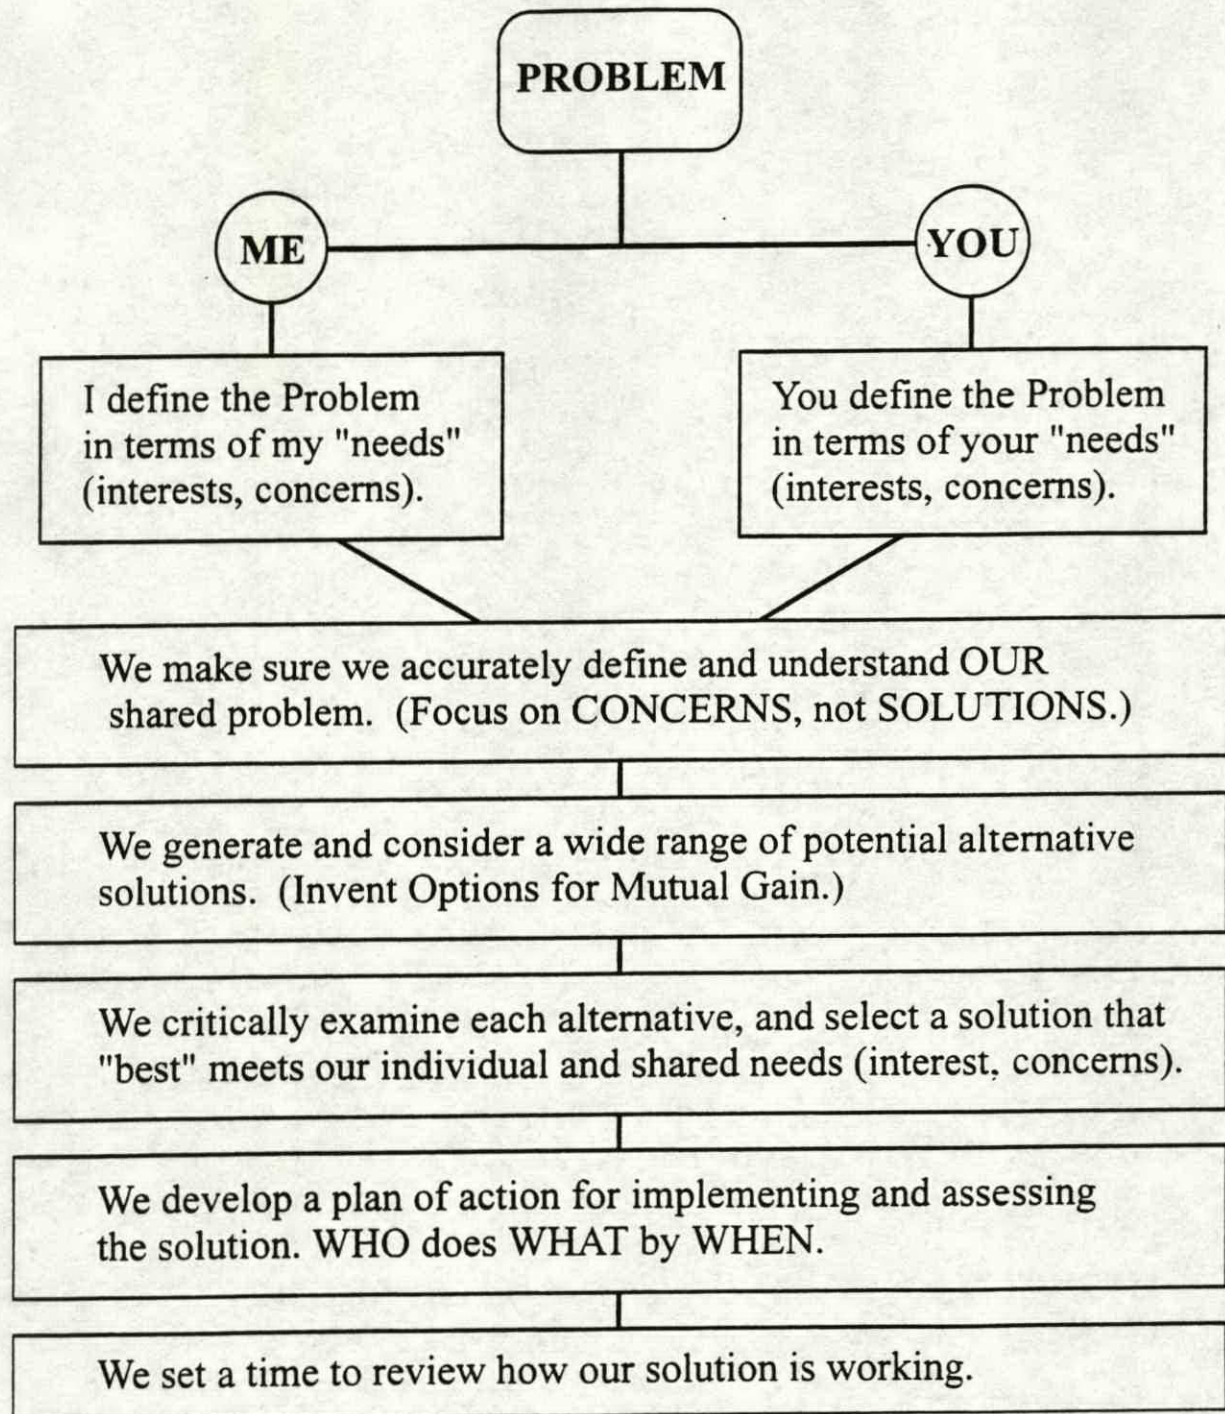 PROBLEM
ME
YOU
I define the Problem
in terms of my "needs"
(interests, concerns).
You define the Problem
in terms of your "needs"
(interests, concerns).
We make sure we accurately define and understand OUR
shared problem.  (Focus on CONCERNS, not SOLUTIONS.)
We generate and consider a wide range of potential alternative
solutions.  (Invent Options for Mutual Gain.)
We critically examine each alternative, and select a solution that
"best" meets our individual and shared needs (interest, concerns).
We develop a plan of action for implementing and assessing
the solution. WHO does WHAT by WHEN.
We set a time to review how our solution is working.